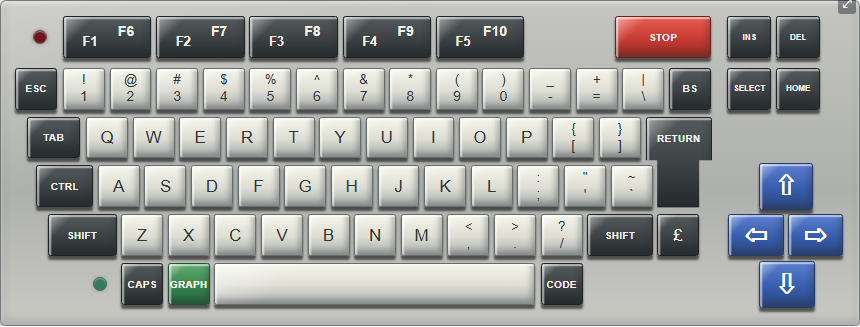 F6 F7 F8 F9 F10
F1 F2 F3 F4 F5 STOP INS DEL
! @ # $ % ^ & * ( ) _ + |
ESC 1 2 3 4 5 6 7 8 9 0 - = \ BS SELECT HOME
TAB Q W E R T Y U I O P { } RETURN
[ ]
CTRL A S D F G H J K L : " ~
; , `
SHIFT Z X C V B N M < > ? SHIFT £
, . /
⇧
⇦ ⇨
CAPS GRAPH CODE ⇩